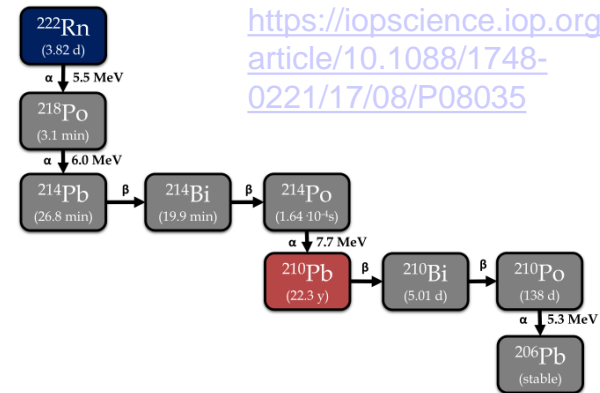 https://iopscience.iop.org
article/10.1088/1748-
0221/17/08/P08035
²²²Rn
(3.82 d)
α 5.5 MeV
²¹⁸Po
(3.1 min)
α 6.0 MeV
²¹⁴Pb
(26.8 min)
β
²¹⁴Bi
(19.9 min)
β
²¹⁴Po
(1.64·10⁻⁴s)
α 7.7 MeV
²¹⁰Pb
(22.3 y)
β
²¹⁰Bi
(5.01 d)
β
²¹⁰Po
(138 d)
α 5.3 MeV
²⁰⁶Pb
(stable)